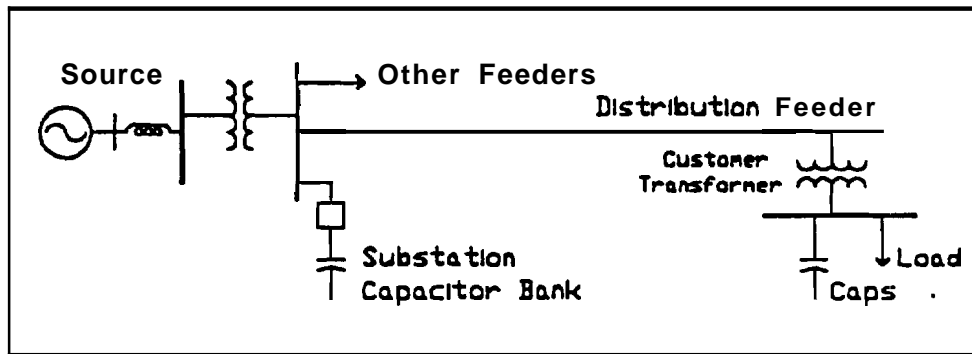 Source
Other Feeders
Distribution Feeder
Customer
Transformer
Substation
Capacitor Bank
Load
Caps